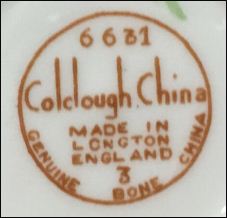 6631
Colclough China
MADE IN
LONGTON
ENGLAND
3
GENUINE BONE CHINA